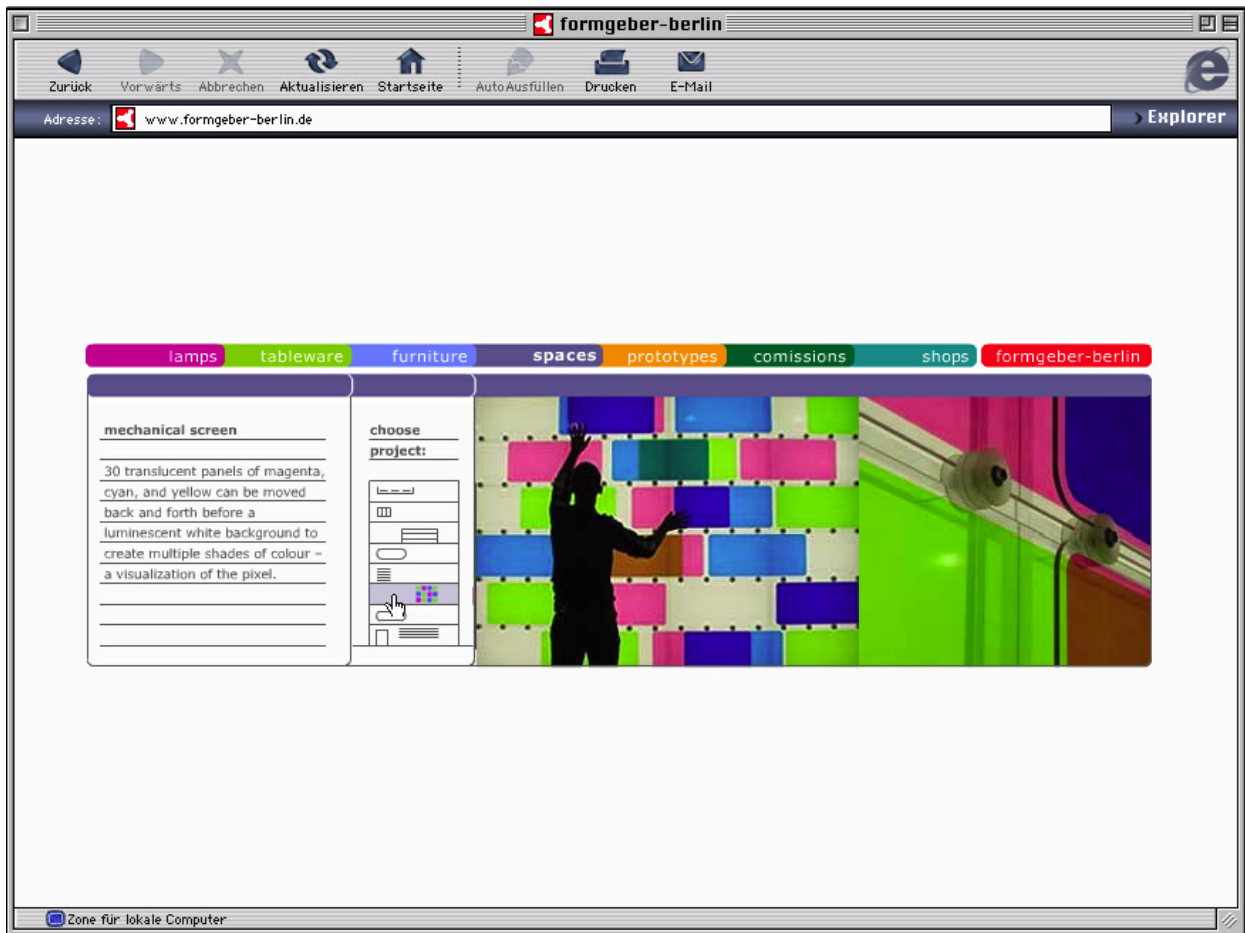 formgeber-berlin
Zurück Vorwärts Abbrechen Aktualisieren Startseite AutoAusfüllen Drucken E-Mail
Adresse: www.formgeber-berlin.de Explorer
lamps tableware furniture spaces prototypes comissions shops formgeber-berlin
mechanical screen
30 translucent panels of magenta,
cyan, and yellow can be moved
back and forth before a
luminescent white background to
create multiple shades of colour –
a visualization of the pixel.
choose
project:
Zone für lokale Computer